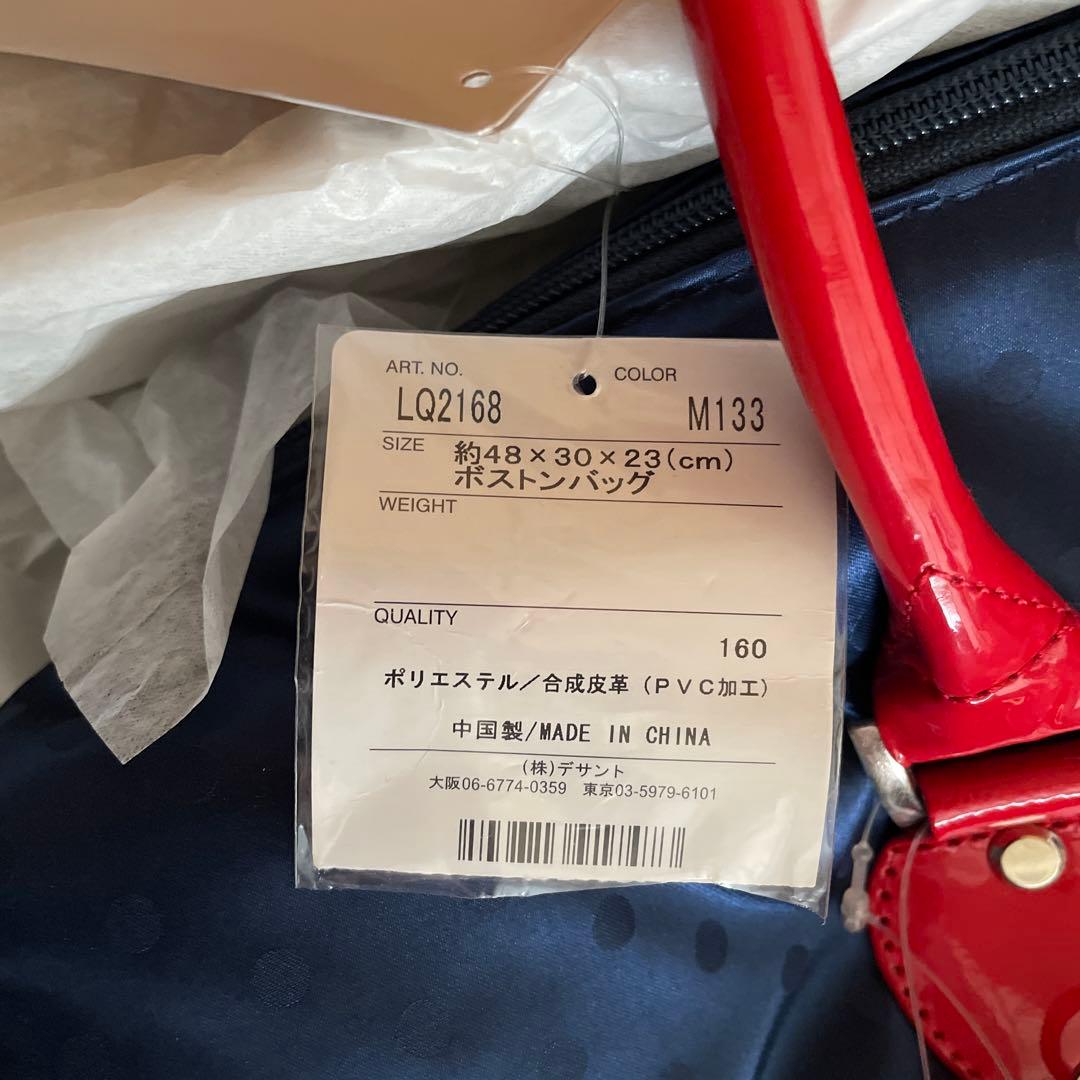 ART. NO.
COLOR
LQ2168
M133
SIZE
約48×30×23(cm)
ボストンバッグ
WEIGHT
QUALITY
160
ポリエステル／合成皮革（ＰＶＣ加工）
中国製/MADE IN CHINA
(株)デサント
大阪06-6774-0359 東京03-5979-6101